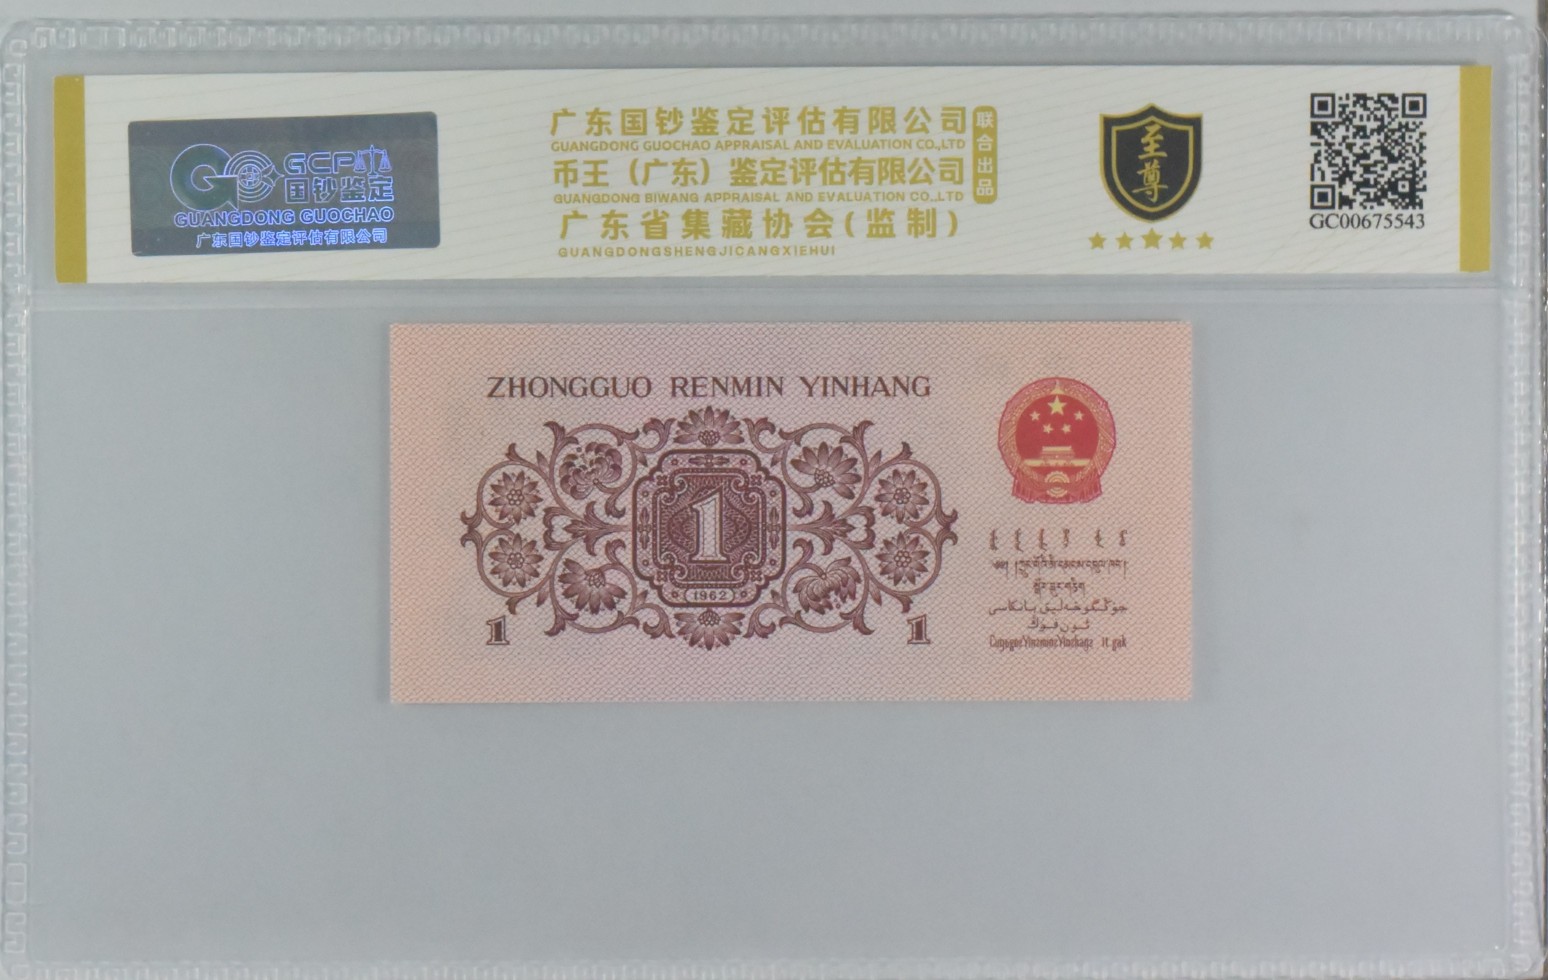 GCP
国钞鉴定
GUANGDONG GUOCHAO
广东国钞鉴定评估有限公司
广东国钞鉴定评估有限公司
GUANGDONG GUOCHAO APPRAISAL AND EVALUATION CO.,LTD
币王（广东）鉴定评估有限公司
GUANGDONG BIWANG APPRAISAL AND EVALUATION CO.,LTD
广东省集藏协会(监制)
GUANGDONGSHENGJICANGXIEHUI
联合出品
至尊
GC00675543
ZHONGGUO RENMIN YINHANG
1
1962
1
1